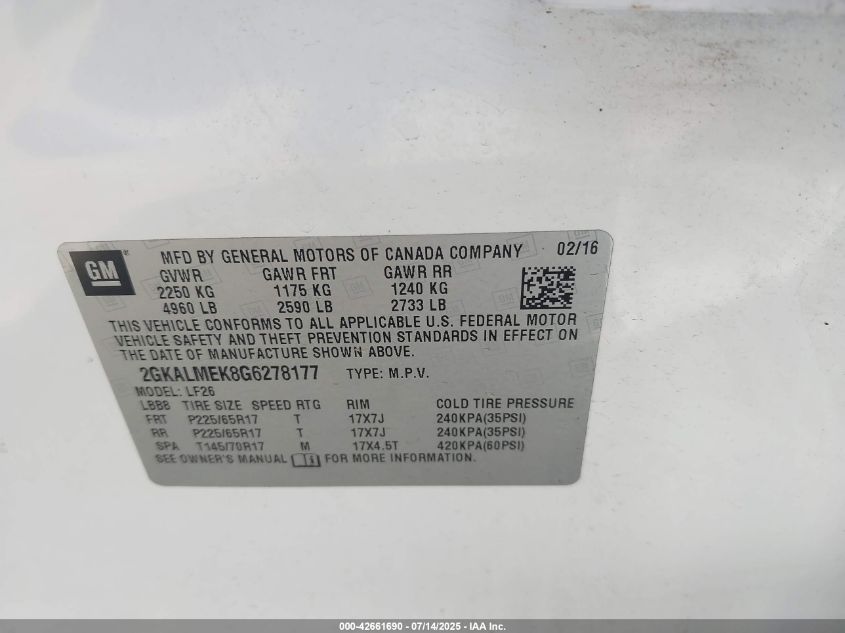 GM
MFD BY GENERAL MOTORS OF CANADA COMPANY 02/16
GVWR GAWR FRT GAWR RR
2250 KG 1175 KG 1240 KG
4960 LB 2590 LB 2733 LB
THIS VEHICLE CONFORMS TO ALL APPLICABLE U.S. FEDERAL MOTOR
VEHICLE SAFETY AND THEFT PREVENTION STANDARDS IN EFFECT ON
THE DATE OF MANUFACTURE SHOWN ABOVE.
2GKALMEK8G6278177 TYPE: M.P.V.
MODEL: LF26
LBBB TIRE SIZE SPEED RTG RIM COLD TIRE PRESSURE
FRT P225/65R17 T 17X7J 240KPA(35PSI)
RR P225/65R17 T 17X7J 240KPA(35PSI)
SPA T145/70R17 M 17X4.5T 420KPA(60PSI)
SEE OWNER'S MANUAL FOR MORE INFORMATION.
000-42661690 - 07/14/2025 - IAA Inc.